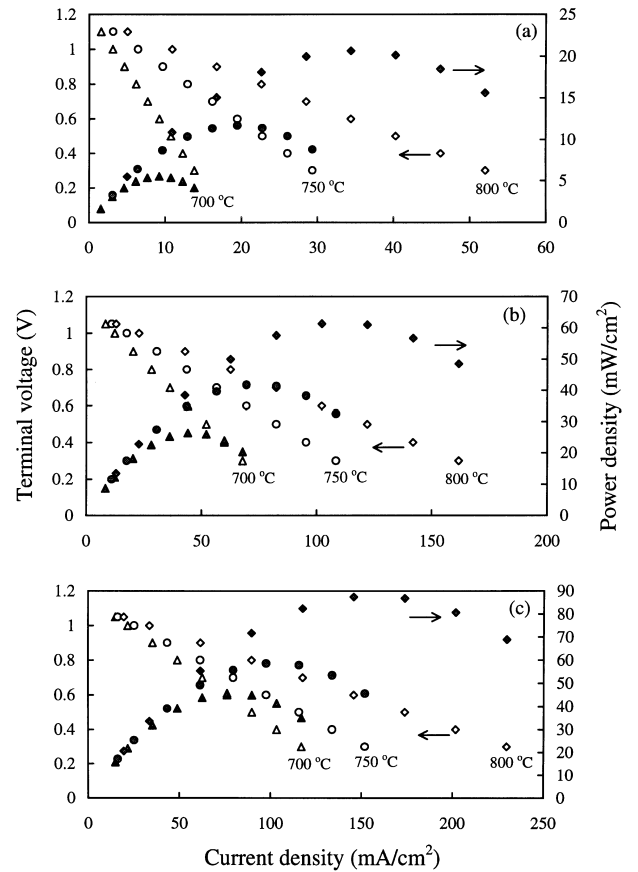 1.2 25
(a)
1 20
0.8 15
0.6 10
0.4
0.2 5
700 °C 750 °C 800 °C
0 0
0 10 20 30 40 50 60
1.2 70
(b)
1 60
50
0.8 40
0.6 30
0.4 20
0.2 10
700 °C 750 °C 800 °C
0 0
0 50 100 150 200
Terminal voltage (V)
Power density (mW/cm²)
1.2 90
(c)
1 80
70
0.8 60
50
0.6 40
0.4 30
700 °C 750 °C 800 °C
0.2 20
10
0 0
0 50 100 150 200 250
Current density (mA/cm²)